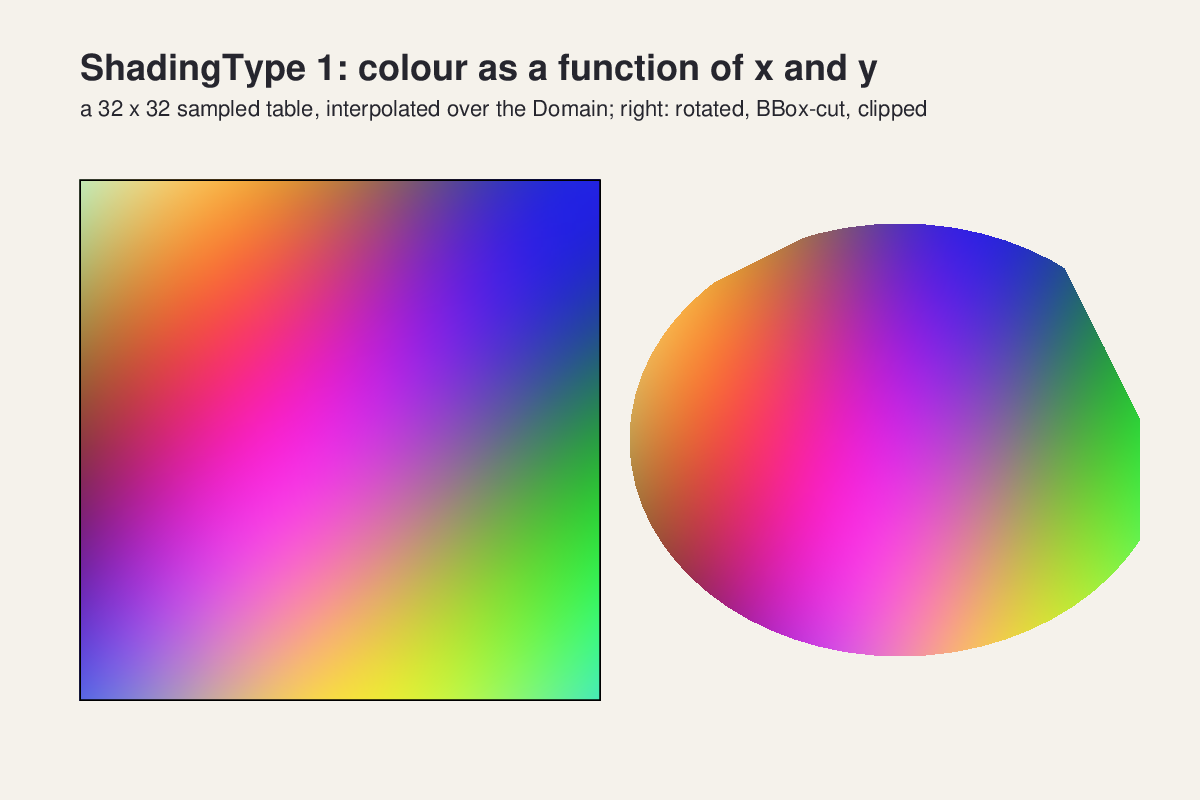 ShadingType 1: colour as a function of x and y
a 32 x 32 sampled table, interpolated over the Domain; right: rotated, BBox-cut, clipped